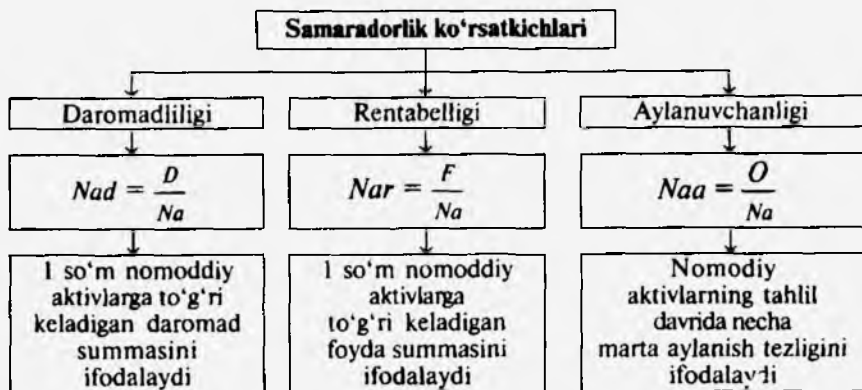 Samaradorlik ko‘rsatkichlari
Daromadliligi
Rentabelligi
Aylanuvchanligi
Nad = D / Na
Nar = F / Na
Naa = O / Na
1 so‘m nomoddiy
aktivlarga to‘g‘ri
keladigan daromad
summasini
ifodalaydi
1 so‘m nomoddiy
aktivlarga
to‘g‘ri keladigan
foyda summasini
ifodalaydi
Nomodiy
aktivlarning tahlil
davrida necha
marta aylanish tezligini
ifodalaydi